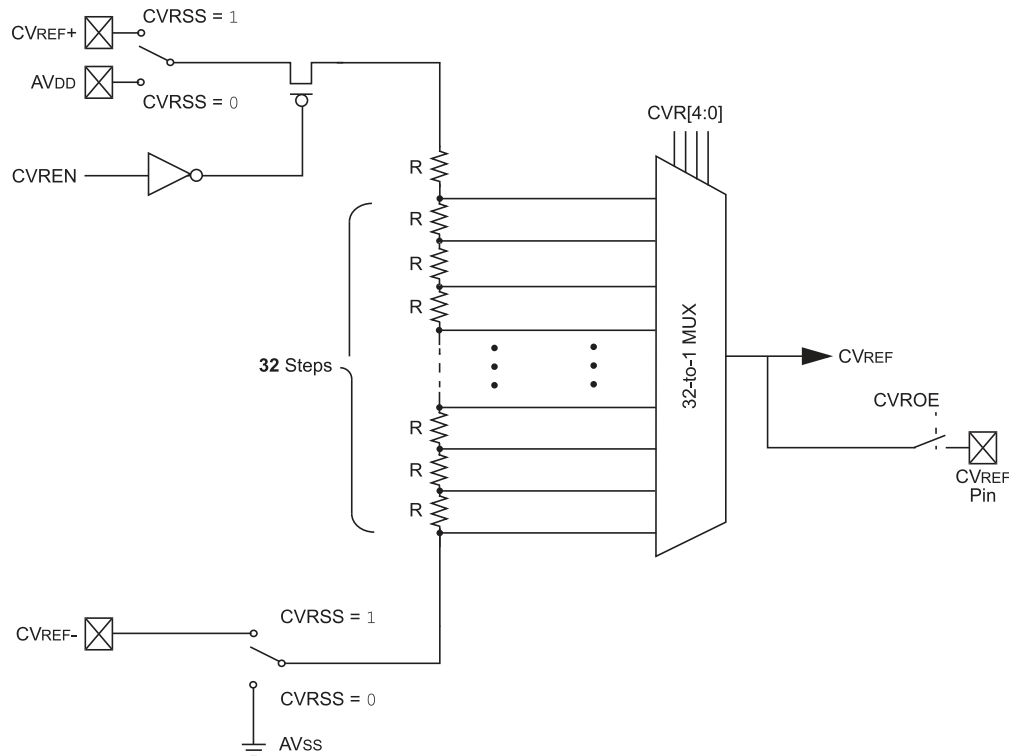 CVRSS = 1
CVREF+
AVDD
CVRSS = 0
CVREN
CVR[4:0]
R
R
R
R
32 Steps
32-to-1 MUX
CVREF
CVROE
R
R
R
CVREF
Pin
CVRSS = 1
CVREF-
CVRSS = 0
AVSS